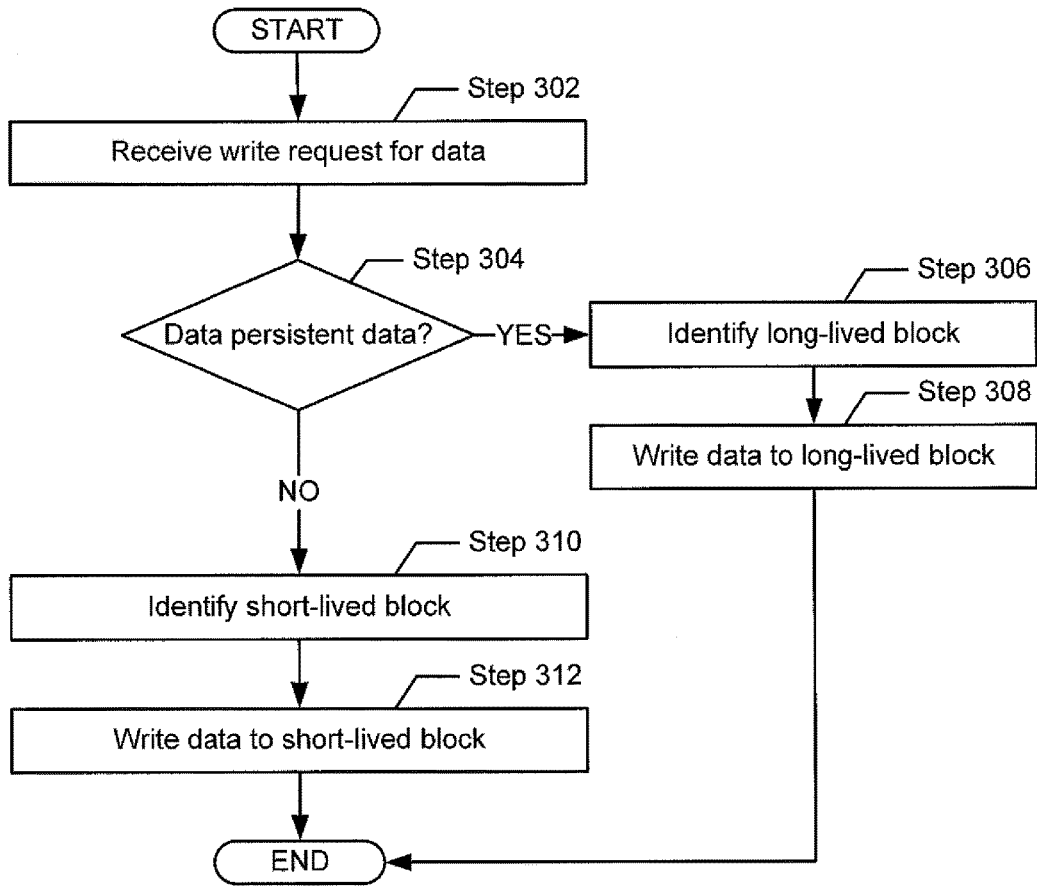 START
Step 302
Receive write request for data
Step 304
Data persistent data?
YES
Step 306
Identify long-lived block
Step 308
Write data to long-lived block
NO
Step 310
Identify short-lived block
Step 312
Write data to short-lived block
END